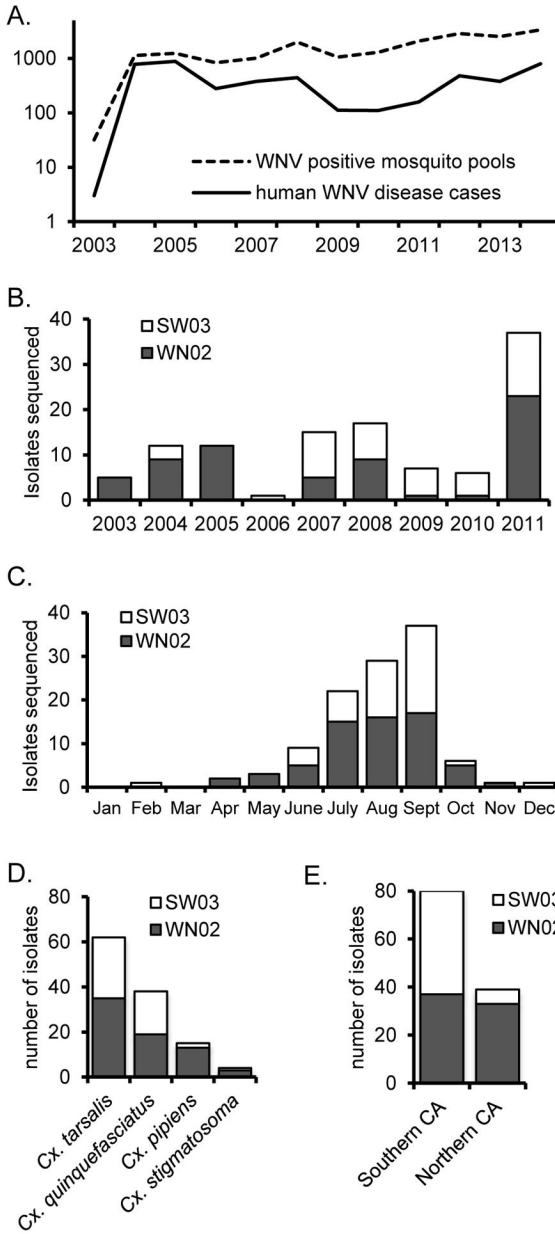 A.
1000
100
10
1
WNV positive mosquito pools
human WNV disease cases
2003 2005 2007 2009 2011 2013
B.
Isolates sequenced
40
30
20
10
0
SW03
WN02
2003 2004 2005 2006 2007 2008 2009 2010 2011
C.
Isolates sequenced
40
30
20
10
0
SW03
WN02
Jan Feb Mar Apr May June July Aug Sept Oct Nov Dec
D.
number of isolates
80
60
40
20
0
SW03
WN02
Cx. tarsalis
Cx. quinquefasciatus
Cx. pipiens
Cx. stigmatosoma
E.
number of isolates
80
60
40
20
0
SW03
WN02
Southern CA
Northern CA